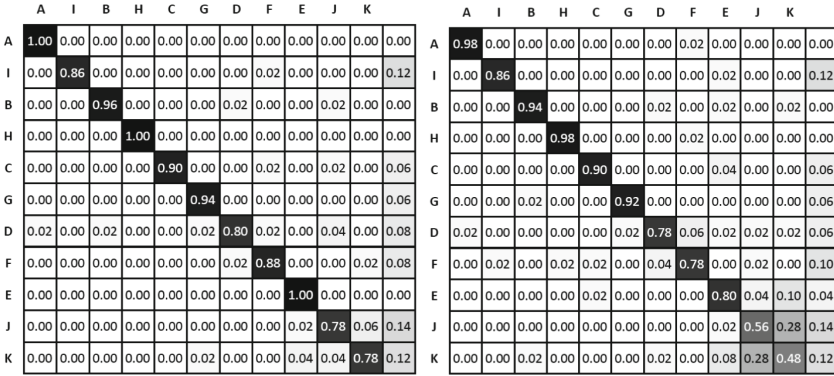 A I B H C G D F E J K
A 1.00 0.00 0.00 0.00 0.00 0.00 0.00 0.00 0.00 0.00 0.00 0.00
I 0.00 0.86 0.00 0.00 0.00 0.00 0.00 0.02 0.00 0.00 0.00 0.12
B 0.00 0.00 0.96 0.00 0.00 0.00 0.02 0.00 0.00 0.02 0.00 0.00
H 0.00 0.00 0.00 1.00 0.00 0.00 0.00 0.00 0.00 0.00 0.00 0.00
C 0.00 0.00 0.00 0.00 0.90 0.00 0.00 0.02 0.00 0.02 0.00 0.06
G 0.00 0.00 0.00 0.00 0.00 0.94 0.00 0.00 0.00 0.00 0.00 0.06
D 0.02 0.00 0.02 0.00 0.00 0.02 0.80 0.02 0.00 0.04 0.00 0.08
F 0.00 0.00 0.00 0.00 0.00 0.00 0.02 0.88 0.00 0.00 0.02 0.08
E 0.00 0.00 0.00 0.00 0.00 0.00 0.00 0.00 1.00 0.00 0.00 0.00
J 0.00 0.00 0.00 0.00 0.00 0.00 0.00 0.00 0.02 0.78 0.06 0.14
K 0.00 0.00 0.00 0.00 0.00 0.02 0.00 0.00 0.04 0.04 0.78 0.12
A I B H C G D F E J K
A 0.98 0.00 0.00 0.00 0.00 0.00 0.00 0.02 0.00 0.00 0.00 0.00
I 0.00 0.86 0.00 0.00 0.00 0.00 0.00 0.00 0.02 0.00 0.00 0.12
B 0.00 0.00 0.94 0.00 0.00 0.00 0.02 0.00 0.02 0.00 0.02 0.00
H 0.00 0.00 0.00 0.98 0.00 0.00 0.00 0.02 0.00 0.00 0.00 0.00
C 0.00 0.00 0.00 0.00 0.90 0.00 0.00 0.00 0.04 0.00 0.00 0.06
G 0.00 0.00 0.02 0.00 0.00 0.92 0.00 0.00 0.00 0.00 0.00 0.06
D 0.02 0.00 0.00 0.00 0.00 0.02 0.78 0.06 0.02 0.02 0.02 0.06
F 0.00 0.02 0.00 0.02 0.02 0.00 0.04 0.78 0.00 0.02 0.00 0.10
E 0.00 0.00 0.00 0.00 0.02 0.00 0.00 0.00 0.80 0.04 0.10 0.04
J 0.00 0.00 0.00 0.00 0.00 0.00 0.00 0.00 0.02 0.56 0.28 0.14
K 0.00 0.00 0.02 0.00 0.00 0.00 0.02 0.00 0.08 0.28 0.48 0.12